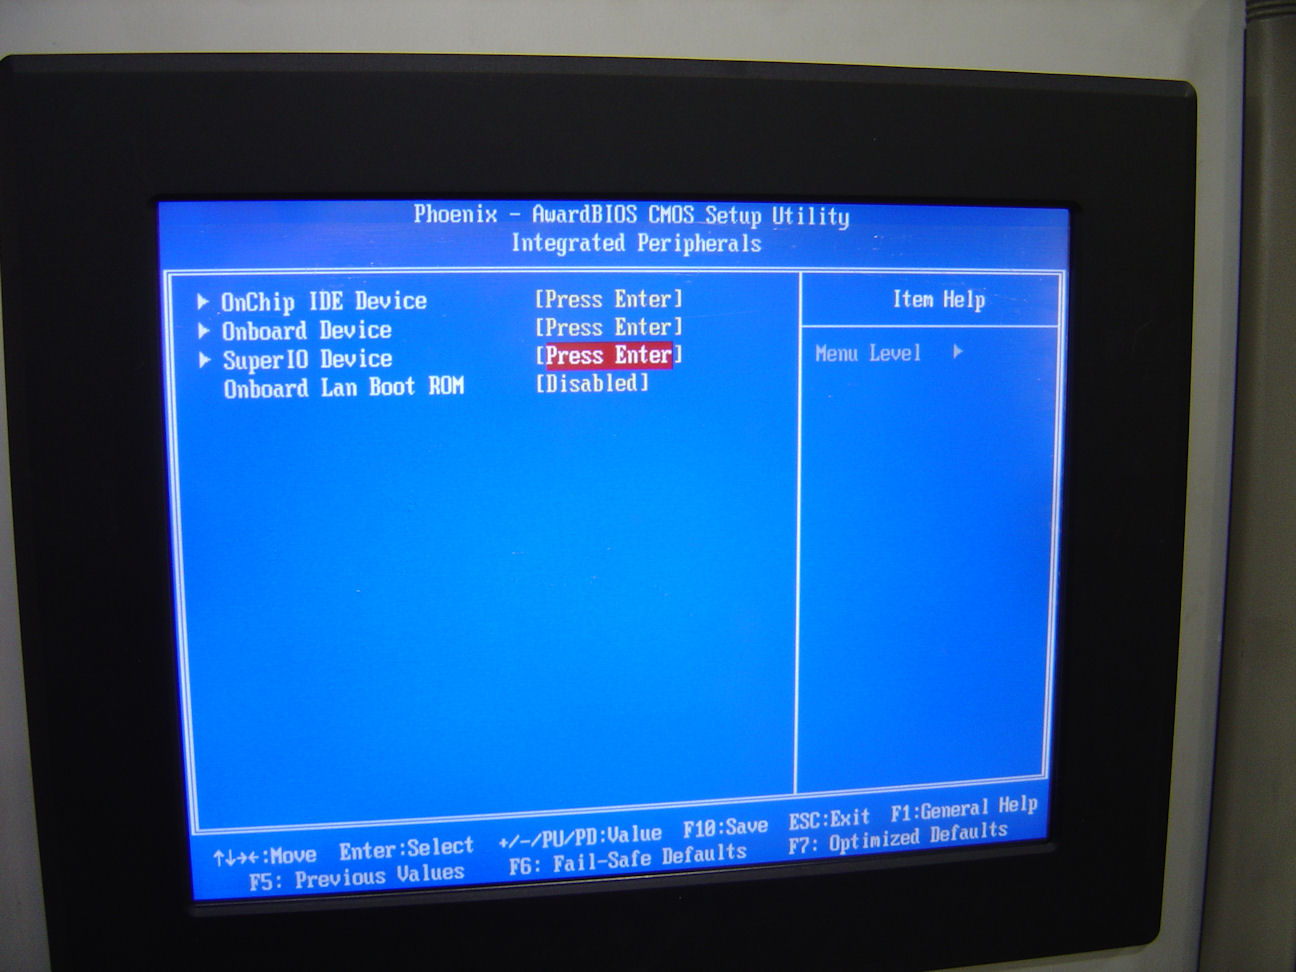 Phoenix - AwardBIOS CMOS Setup Utility
Integrated Peripherals
▶ OnChip IDE Device [Press Enter]
▶ Onboard Device [Press Enter]
▶ SuperIO Device [Press Enter]
Onboard Lan Boot ROM [Disabled]
Item Help
Menu Level ▶
↑↓→←:Move Enter:Select +/-/PU/PD:Value F10:Save ESC:Exit F1:General Help
F5: Previous Values F6: Fail-Safe Defaults F7: Optimized Defaults